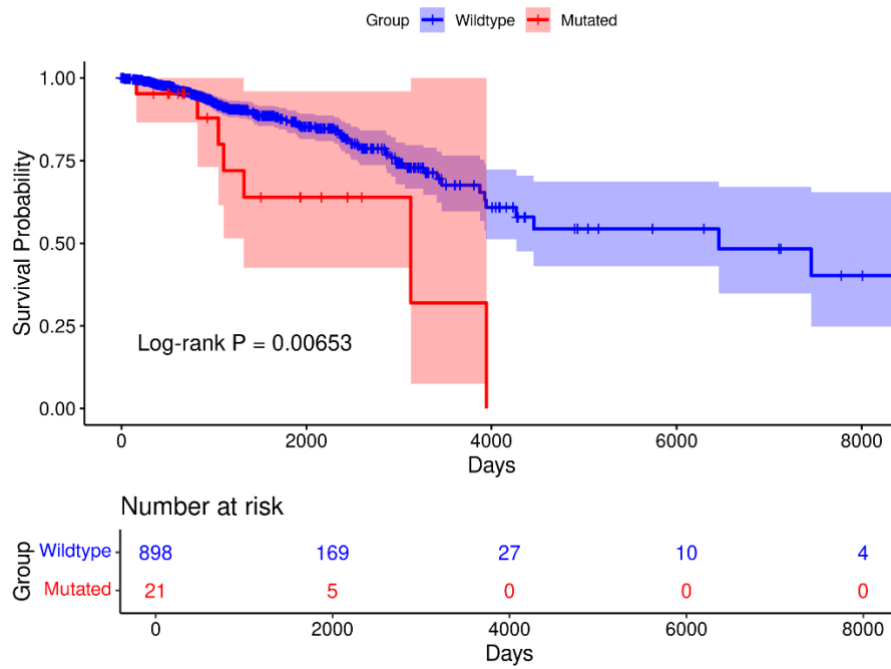 Group Wildtype Mutated
Survival Probability
1.00
0.75
0.50
0.25
0.00
Log-rank P = 0.00653
0 2000 4000 6000 8000
Days
Number at risk
Group
Wildtype 898 169 27 10 4
Mutated 21 5 0 0 0
0 2000 4000 6000 8000
Days